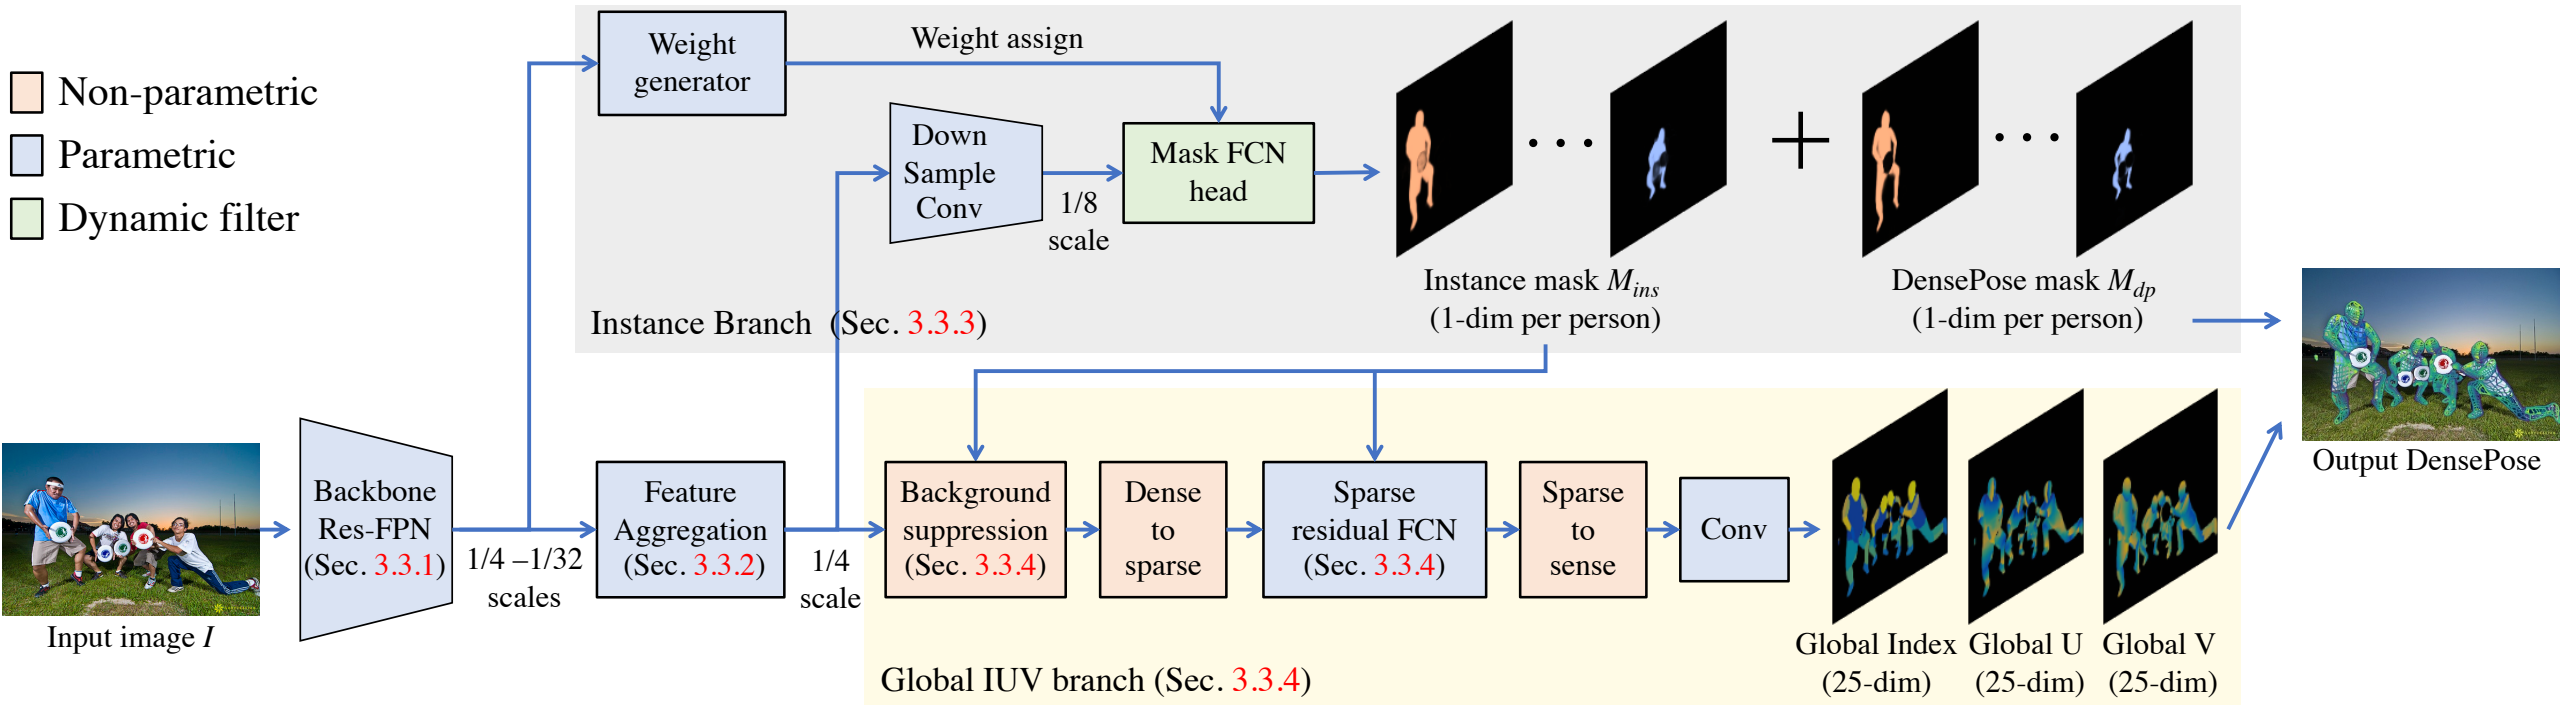 Non-parametric
Parametric
Dynamic filter
Weight
generator
Weight assign
Down
Sample
Conv
1/8
scale
Mask FCN
head
Instance mask M_ins
(1-dim per person)
DensePose mask M_dp
(1-dim per person)
Instance Branch (Sec. 3.3.3)
Input image I
Backbone
Res-FPN
(Sec. 3.3.1)
1/4 –1/32
scales
Feature
Aggregation
(Sec. 3.3.2)
1/4
scale
Background
suppression
(Sec. 3.3.4)
Dense
to
sparse
Sparse
residual FCN
(Sec. 3.3.4)
Sparse
to
sense
Conv
Global Index
(25-dim)
Global U
(25-dim)
Global V
(25-dim)
Global IUV branch (Sec. 3.3.4)
Output DensePose